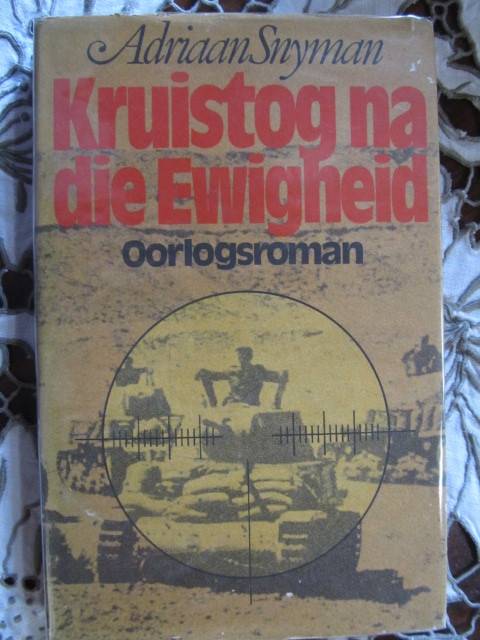 Adriaan Snyman
Kruistog na
die Ewigheid
Oorlogsroman